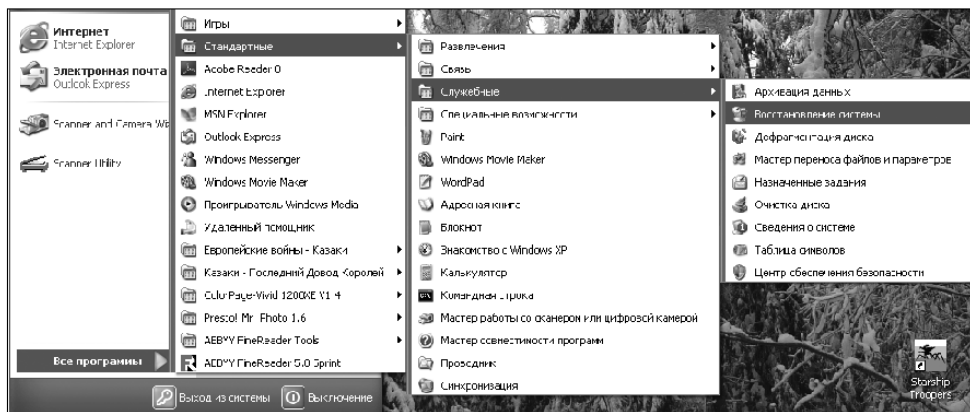 Интернет
Internet Explorer
Электронная почта
Outlook Express
Scanner and Camera Wiz
Scanner Utility
Все программы
Выход из системы
Выключение
Игры
Стандартные
Adobe Reader 6
Internet Explorer
MSN Explorer
Outlook Express
Windows Messenger
Windows Movie Maker
Проигрыватель Windows Media
Удаленный помощник
Европейские войны - Казаки
Казаки - Последний Довод Королей
ColorPage-Vivid 1200XE V1.4
Presto! Mr. Photo 1.6
ABBYY FineReader Tools
ABBYY FineReader 5.0 Sprint
Развлечения
Связь
Служебные
Специальные возможности
Paint
Windows Movie Maker
WordPad
Адресная книга
Блокнот
Знакомство с Windows XP
Калькулятор
Командная строка
Мастер работы со сканером или цифровой камерой
Мастер совместимости программ
Проводник
Синхронизация
Архивация данных
Восстановление системы
Дефрагментация диска
Мастер переноса файлов и параметров
Назначенные задания
Очистка диска
Сведения о системе
Таблица символов
Центр обеспечения безопасности
Starship
Troopers